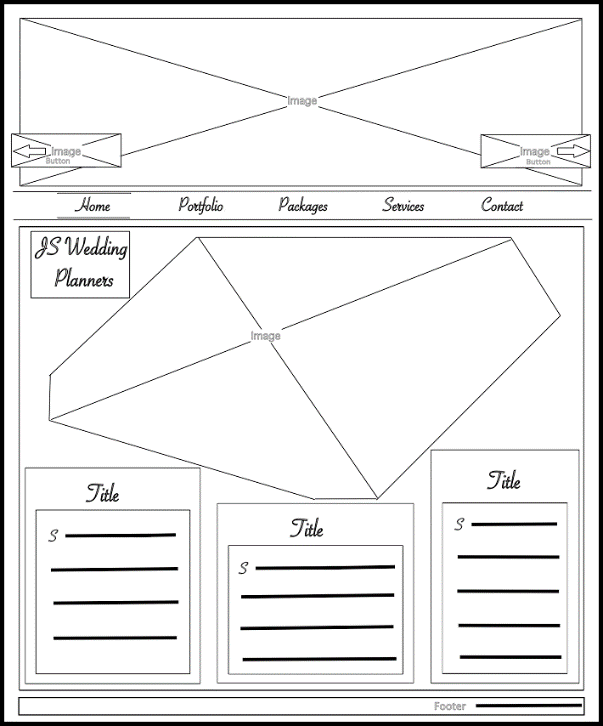 Image
Image
Button
Image
Button
Home Portfolio Packages Services Contact
JS Wedding
Planners
Image
Title
S
Title
S
Title
S
Footer